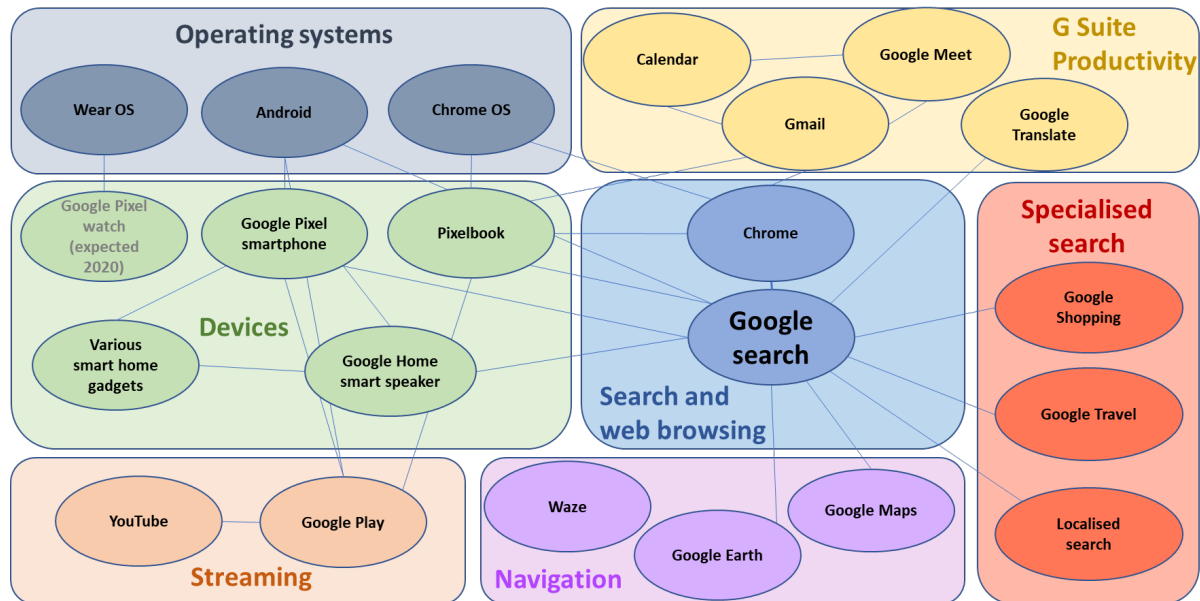 Operating systems
Wear OS
Android
Chrome OS
G Suite
Productivity
Calendar
Google Meet
Gmail
Google
Translate
Google Pixel
watch
(expected
2020)
Google Pixel
smartphone
Pixelbook
Devices
Various
smart home
gadgets
Google Home
smart speaker
Chrome
Google
search
Search and
web browsing
Specialised
search
Google
Shopping
Google Travel
Localised
search
YouTube
Google Play
Streaming
Waze
Google Earth
Google Maps
Navigation